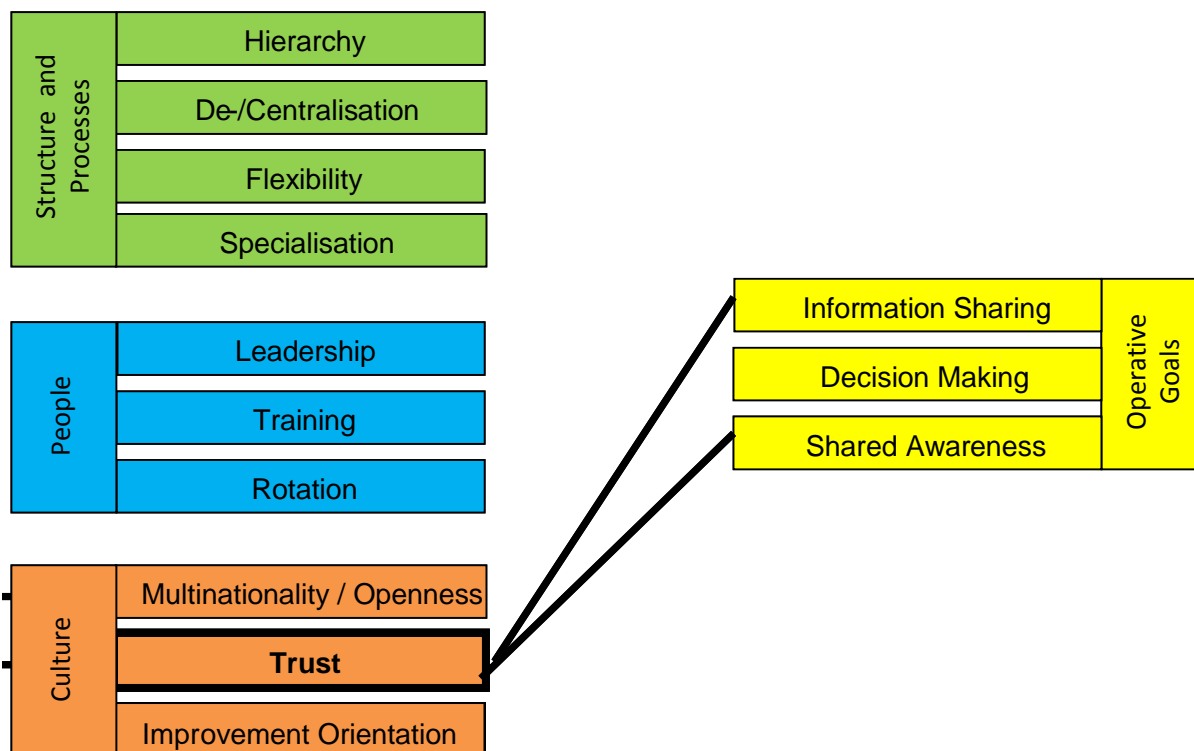 Structure and
Processes
Hierarchy
De-/Centralisation
Flexibility
Specialisation
People
Leadership
Training
Rotation
Culture
Multinationality / Openness
Trust
Improvement Orientation
Information Sharing
Decision Making
Shared Awareness
Operative
Goals